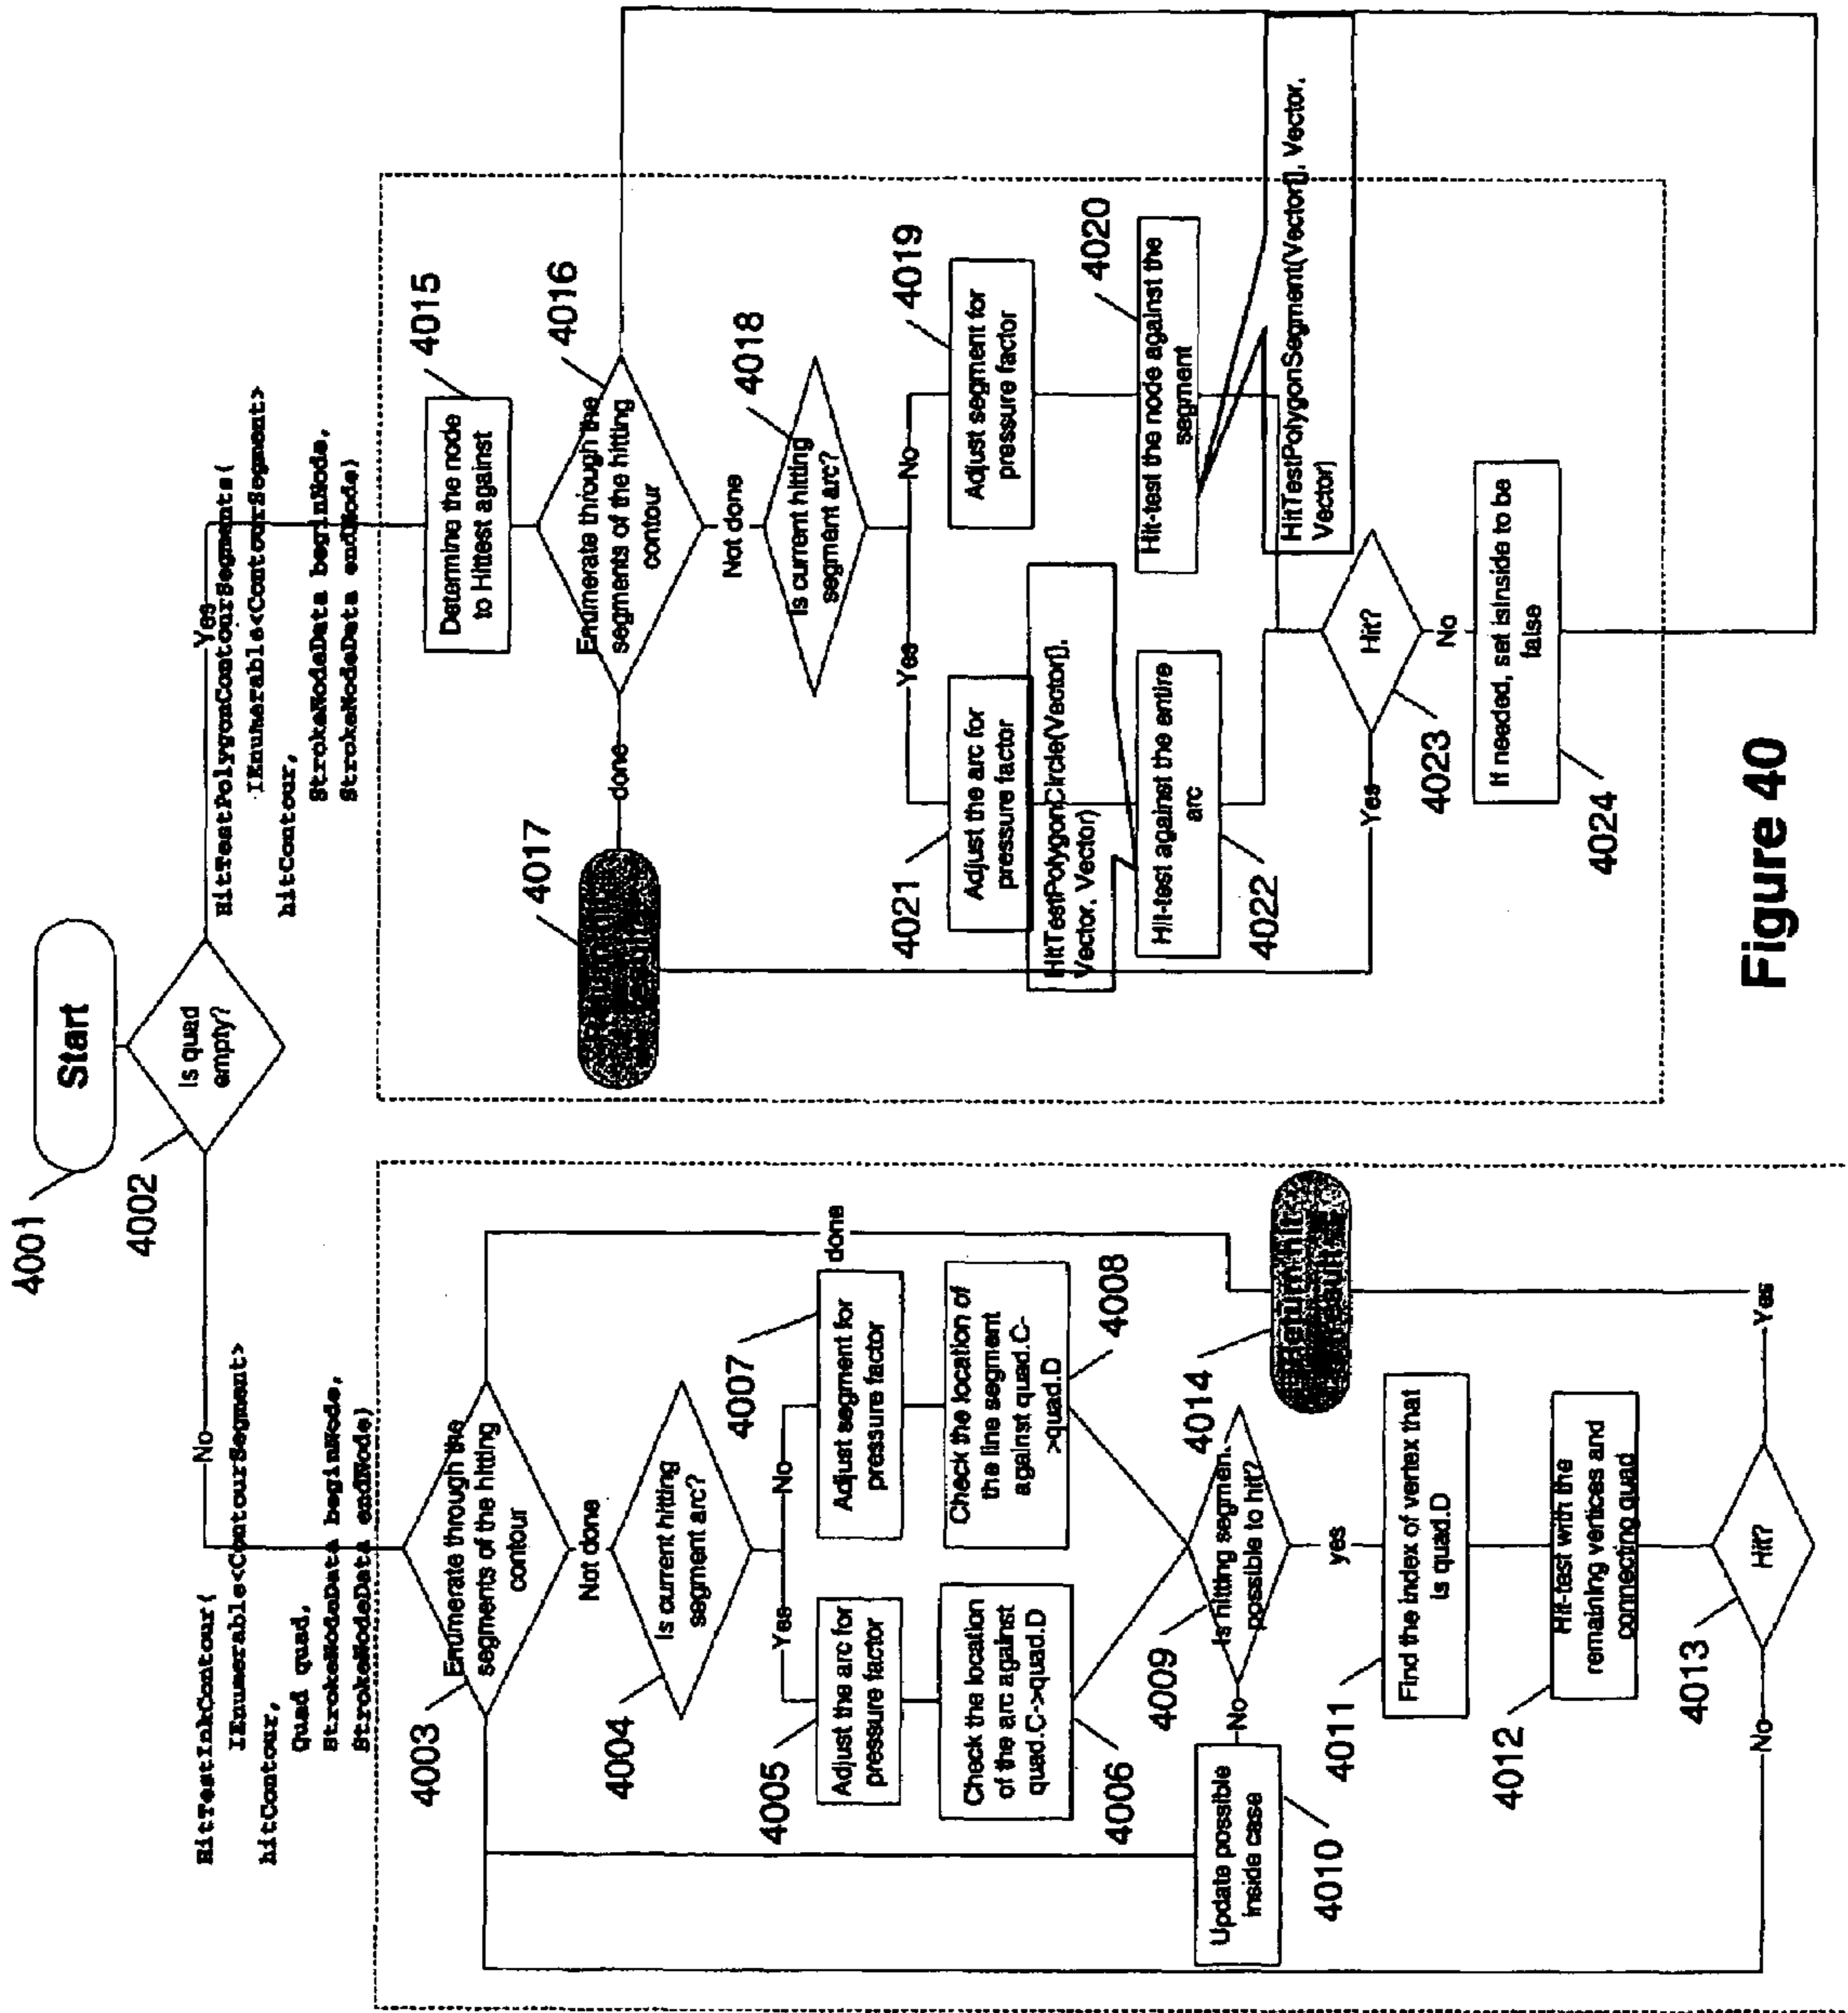 4001
Start
4002
Is quad
empty?
No
Yes
HitTestInkContour(
IEnumerable<ContourSegment>
hitContour,
Quad quad,
StrokeNodeData beginNode,
StrokeNodeData endNode)
4003
Enumerate through the
segments of the hitting
contour
Not done
done
4004
Is current hitting
segment arc?
Yes
No
4005
Adjust the arc for
pressure factor
4007
Adjust segment for
pressure factor
4006
Check the location
of the arc against
quad.C->quad.D
4008
Check the location of
the line segment
against quad.C-
>quad.D
4009
Is hitting segment
possible to hit?
No
yes
4010
Update possible
inside case
4014
Return hit
result
4011
Find the index of vertex that
is quad.D
4012
Hit-test with the
remaining vertices and
connecting quad
4013
Hit?
No
Yes
HitTestPolygonContourSegments(
IEnumerable<ContourSegment>
hitContour,
StrokeNodeData beginNode,
StrokeNodeData endNode)
4015
Determine the node
to Hittest against
4016
Enumerate through the
segments of the hitting
contour
4017
done
Not done
4018
Is current hitting
segment arc?
Yes
No
4021
Adjust the arc for
pressure factor
4019
Adjust segment for
pressure factor
HitTestPolygonCircle(Vector[],
Vector, Vector)
4022
Hit-test against the entire
arc
4020
Hit-test the node against the
segment
HitTestPolygonSegment(Vector[], Vector,
Vector)
4023
Hit?
Yes
No
4024
If needed, set isInside to be
false
Figure 40